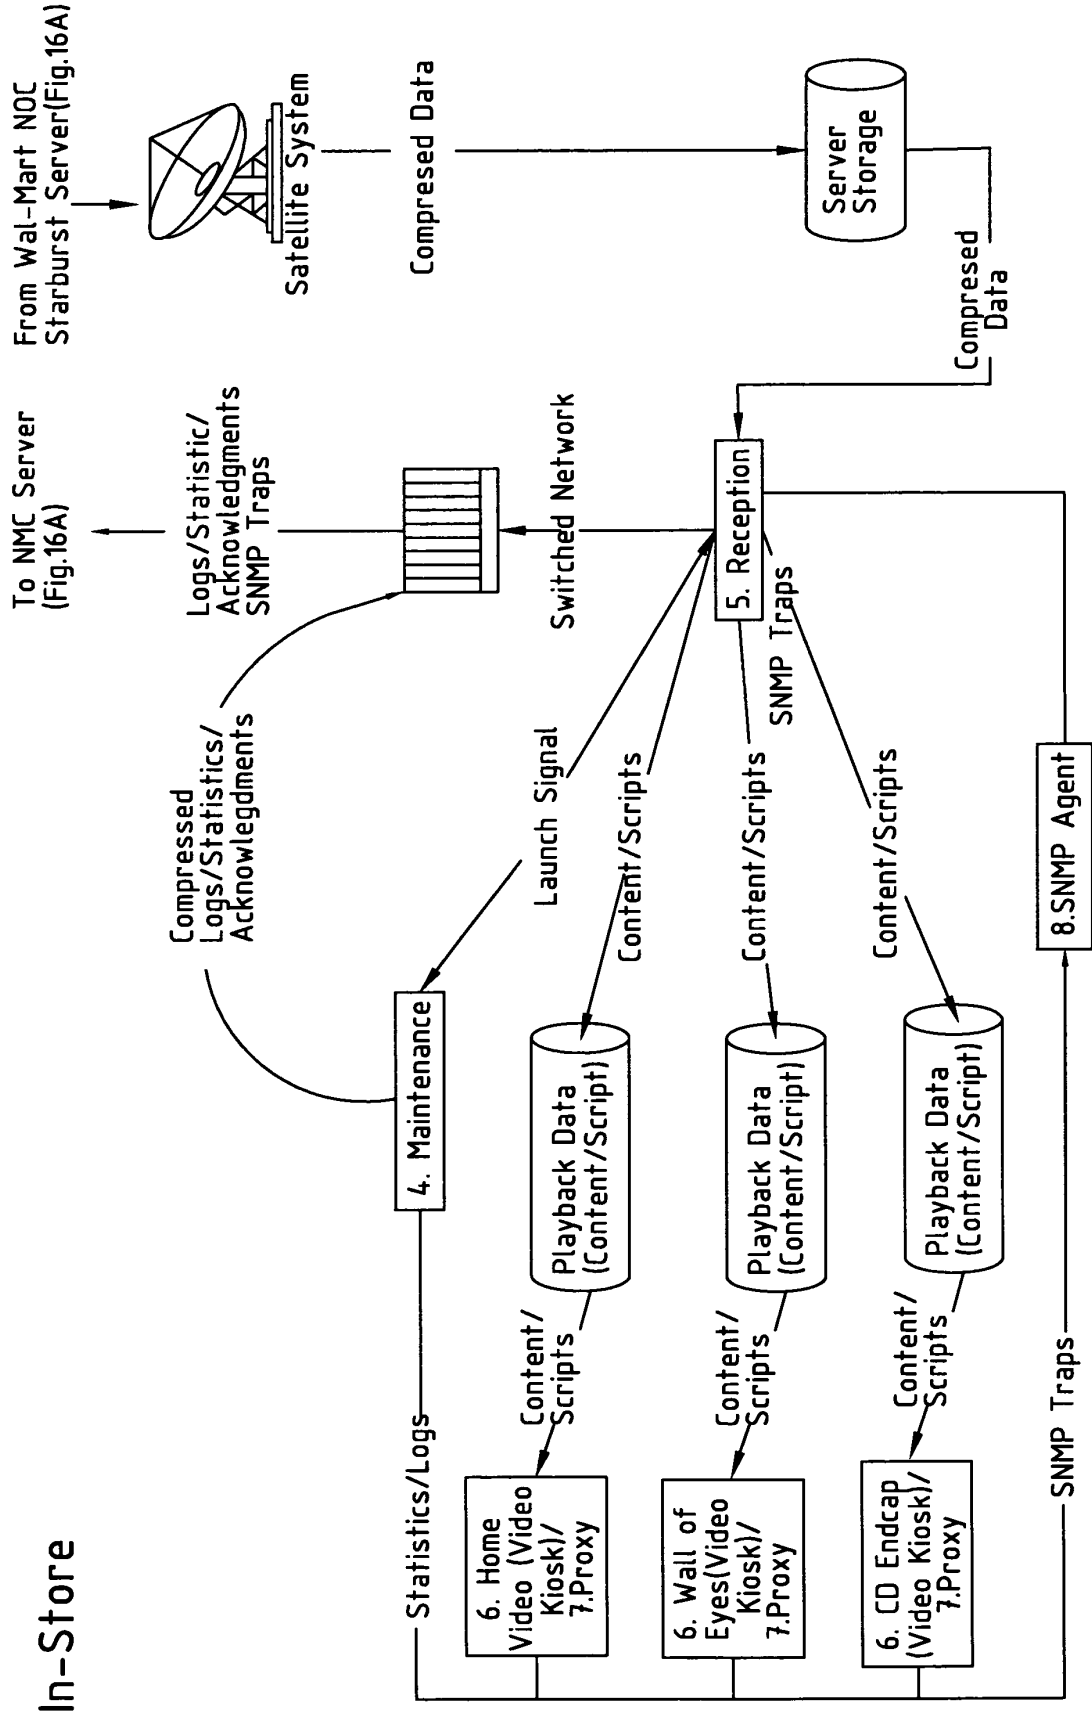 In-Store
To NMC Server
(Fig.16A)
From Wal-Mart NOC
Starburst Server(Fig.16A)
Compressed
Logs/Statistics/
Acknowlegdments
Logs/Statistic/
Acknowledgments
SNMP Traps
Satellite System
Compresed Data
Statistics/Logs
4. Maintenance
Launch Signal
Switched Network
6. Home
Video (Video
Kiosk)/
7.Proxy
Content/
Scripts
Playback Data
(Content/Script)
Content/Scripts
6. Wall of
Eyes(Video
Kiosk)/
7.Proxy
Content/
Scripts
Playback Data
(Content/Script)
Content/Scripts
5. Reception
SNMP Traps
Server
Storage
6. CD Endcap
(Video Kiosk)/
7.Proxy
Content/
Scripts
Playback Data
(Content/Script)
Content/Scripts
Compresed
Data
SNMP Traps
8.SNMP Agent